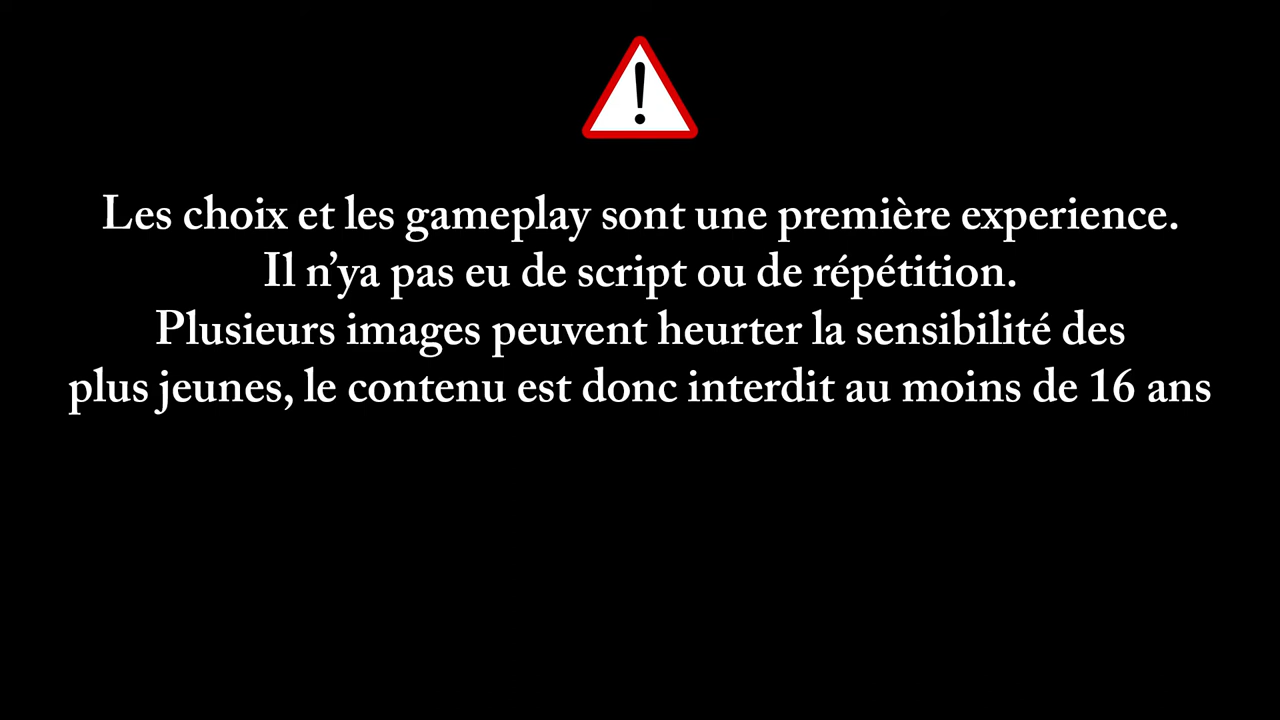 Les choix et les gameplay sont une première experience.
Il n’ya pas eu de script ou de répétition.
Plusieurs images peuvent heurter la sensibilité des
plus jeunes, le contenu est donc interdit au moins de 16 ans